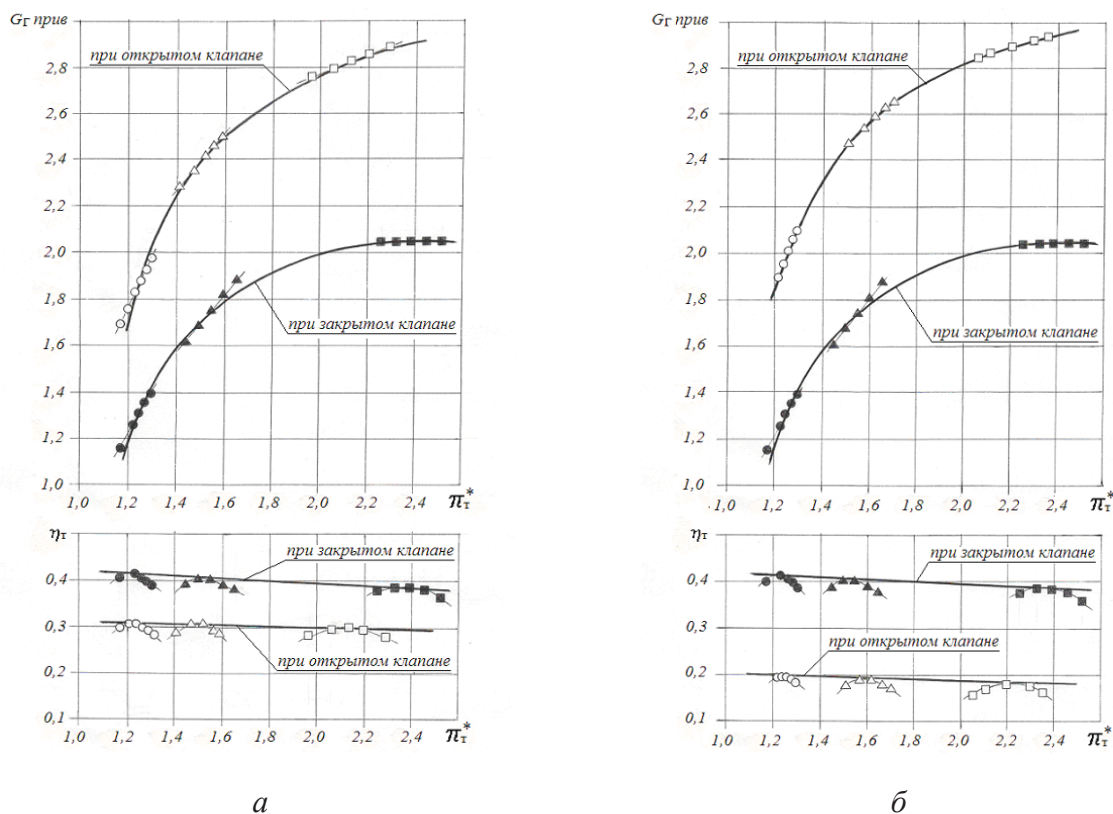 Gг прив
при открытом клапане
2,8
2,6
2,4
2,2
2,0
1,8
при закрытом клапане
1,6
1,4
1,2
1,0
1,0 1,2 1,4 1,6 1,8 2,0 2,2 2,4 πт*
ηт
при закрытом клапане
0,4
0,3
при открытом клапане
0,2
0,1
1,0 1,2 1,4 1,6 1,8 2,0 2,2 2,4 πт*
а
Gг прив
при открытом клапане
2,8
2,6
2,4
2,2
2,0
1,8
при закрытом клапане
1,6
1,4
1,2
1,0
1,0 1,2 1,4 1,6 1,8 2,0 2,2 2,4 πт*
ηт
при закрытом клапане
0,4
0,3
при открытом клапане
0,2
0,1
1,0 1,2 1,4 1,6 1,8 2,0 2,2 2,4 πт*
б